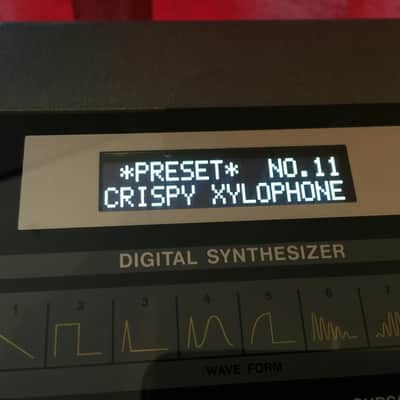 *PRESET* NO.11
CRISPY XYLOPHONE
DIGITAL SYNTHESIZER
1 2 3 4 5 6 7
WAVE FORM